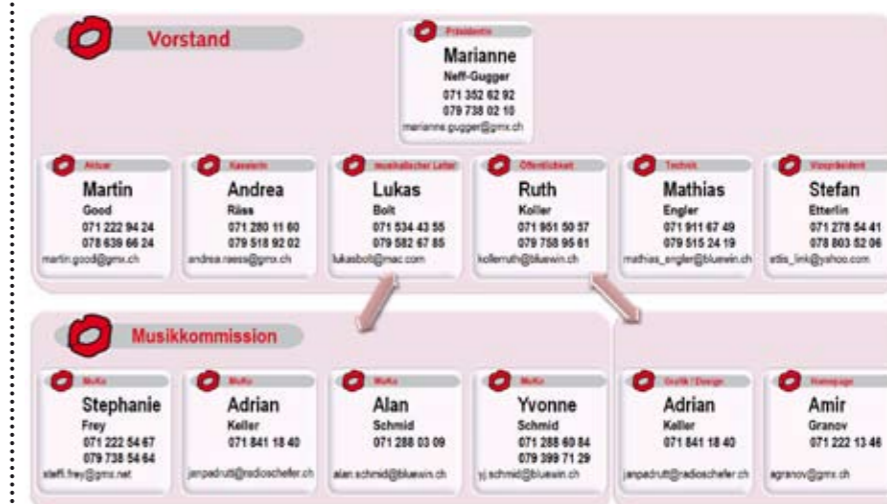 Vorstand
Präsidentin
Marianne
Neff-Gugger
071 352 62 92
079 738 02 10
marianne.gugger@gmx.ch
Aktuar
Martin
Good
071 222 94 24
078 639 66 24
martin.good@gmx.ch
Kassierin
Andrea
Räss
071 280 11 60
079 518 92 02
andrea.raess@gmx.ch
musikalischer Leiter
Lukas
Bolt
071 534 43 55
079 582 67 85
lukasbolt@mac.com
Öffentlichkeit
Ruth
Koller
071 951 50 57
079 758 95 61
kollerruth@bluewin.ch
Technik
Mathias
Engler
071 911 67 49
079 515 24 19
mathias_engler@bluewin.ch
Vizepräsident
Stefan
Etterlin
071 278 54 41
078 803 52 06
ettis_link@yahoo.com
Musikkommission
MuKo
Stephanie
Frey
071 222 54 67
079 738 54 64
steffi.frey@gmx.net
MuKo
Adrian
Keller
071 841 18 40
janpadrutt@radioschefer.ch
MuKo
Alan
Schmid
071 288 03 09
alan.schmid@bluewin.ch
MuKo
Yvonne
Schmid
071 288 60 84
079 399 71 29
yj.schmid@bluewin.ch
Grafik / Design
Adrian
Keller
071 841 18 40
janpadrutt@radioschefer.ch
Homepage
Amir
Granov
071 222 13 46
agranov@gmx.ch